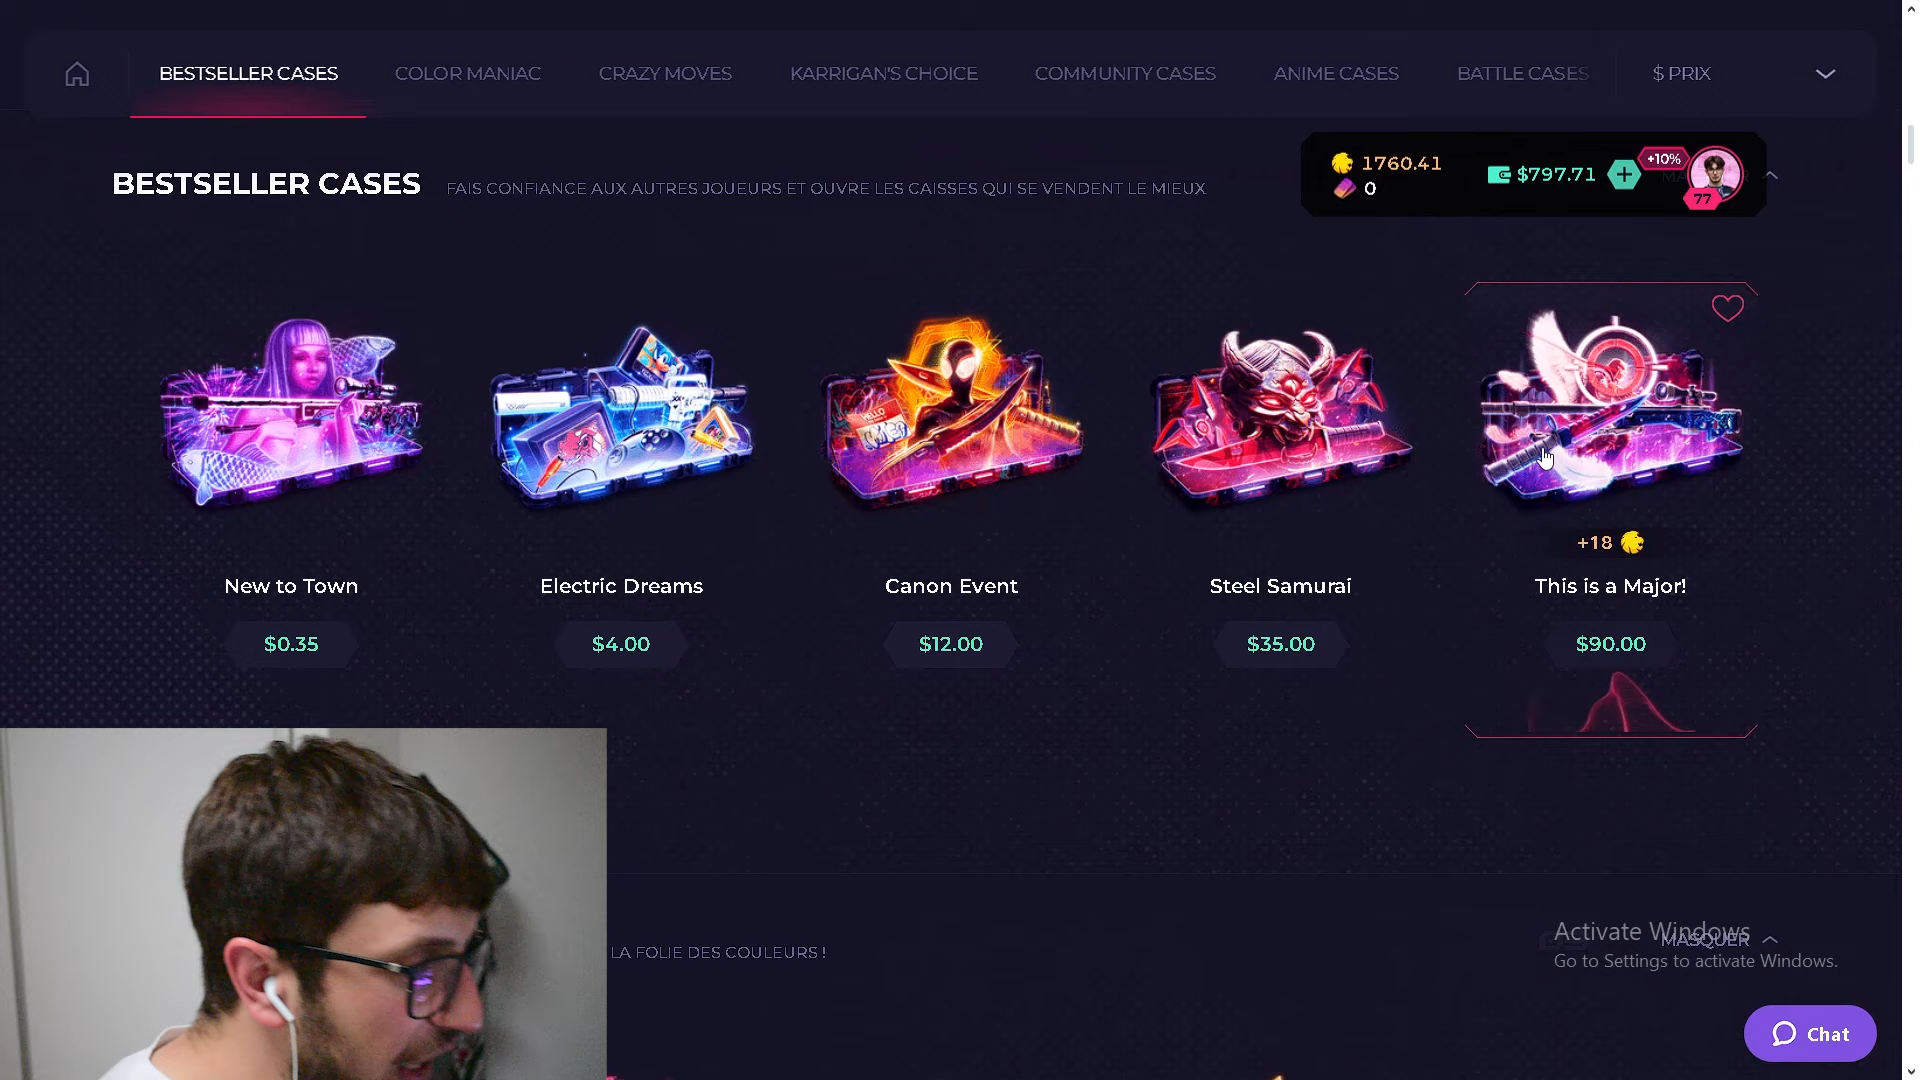 BESTSELLER CASES
COLOR MANIAC
CRAZY MOVES
KARRIGAN'S CHOICE
COMMUNITY CASES
ANIME CASES
BATTLE CASES
$ PRIX
BESTSELLER CASES
FAIS CONFIANCE AUX AUTRES JOUEURS ET OUVRE LES CAISSES QUI SE VENDENT LE MIEUX
1760.41
0
$797.71
+10%
77
+18
New to Town
Electric Dreams
Canon Event
Steel Samurai
This is a Major!
$0.35
$4.00
$12.00
$35.00
$90.00
LA FOLIE DES COULEURS !
MASQUER
Activate Windows
Go to Settings to activate Windows.
Chat